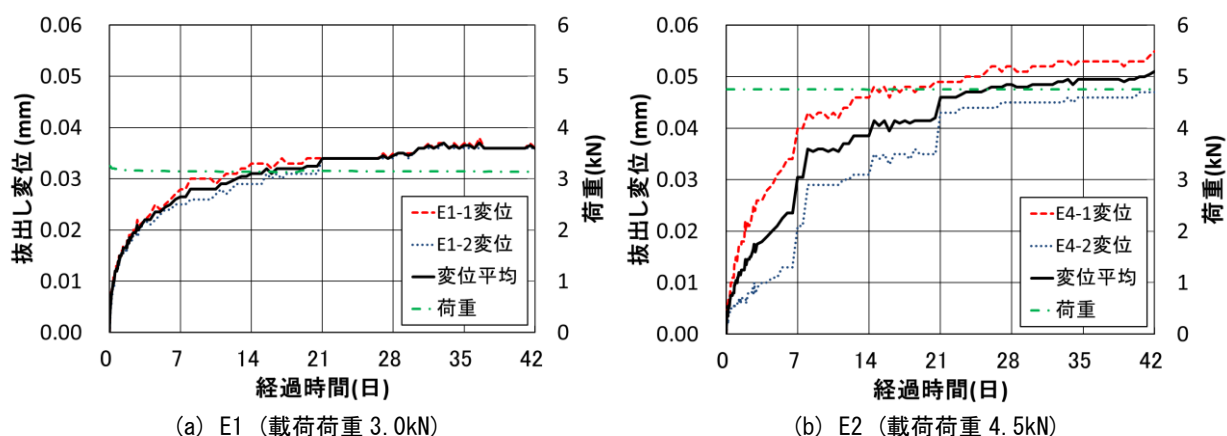 0.06
0.05
0.04
0.03
0.02
0.01
0.00
抜出し変位 (mm)
6
5
4
3
2
1
0
荷重(kN)
E1-1変位
E1-2変位
変位平均
荷重
0 7 14 21 28 35 42
経過時間(日)
(a) E1 (載荷荷重 3.0kN)
0.06
0.05
0.04
0.03
0.02
0.01
0.00
抜出し変位 (mm)
6
5
4
3
2
1
0
荷重(kN)
E4-1変位
E4-2変位
変位平均
荷重
0 7 14 21 28 35 42
経過時間(日)
(b) E2 (載荷荷重 4.5kN)